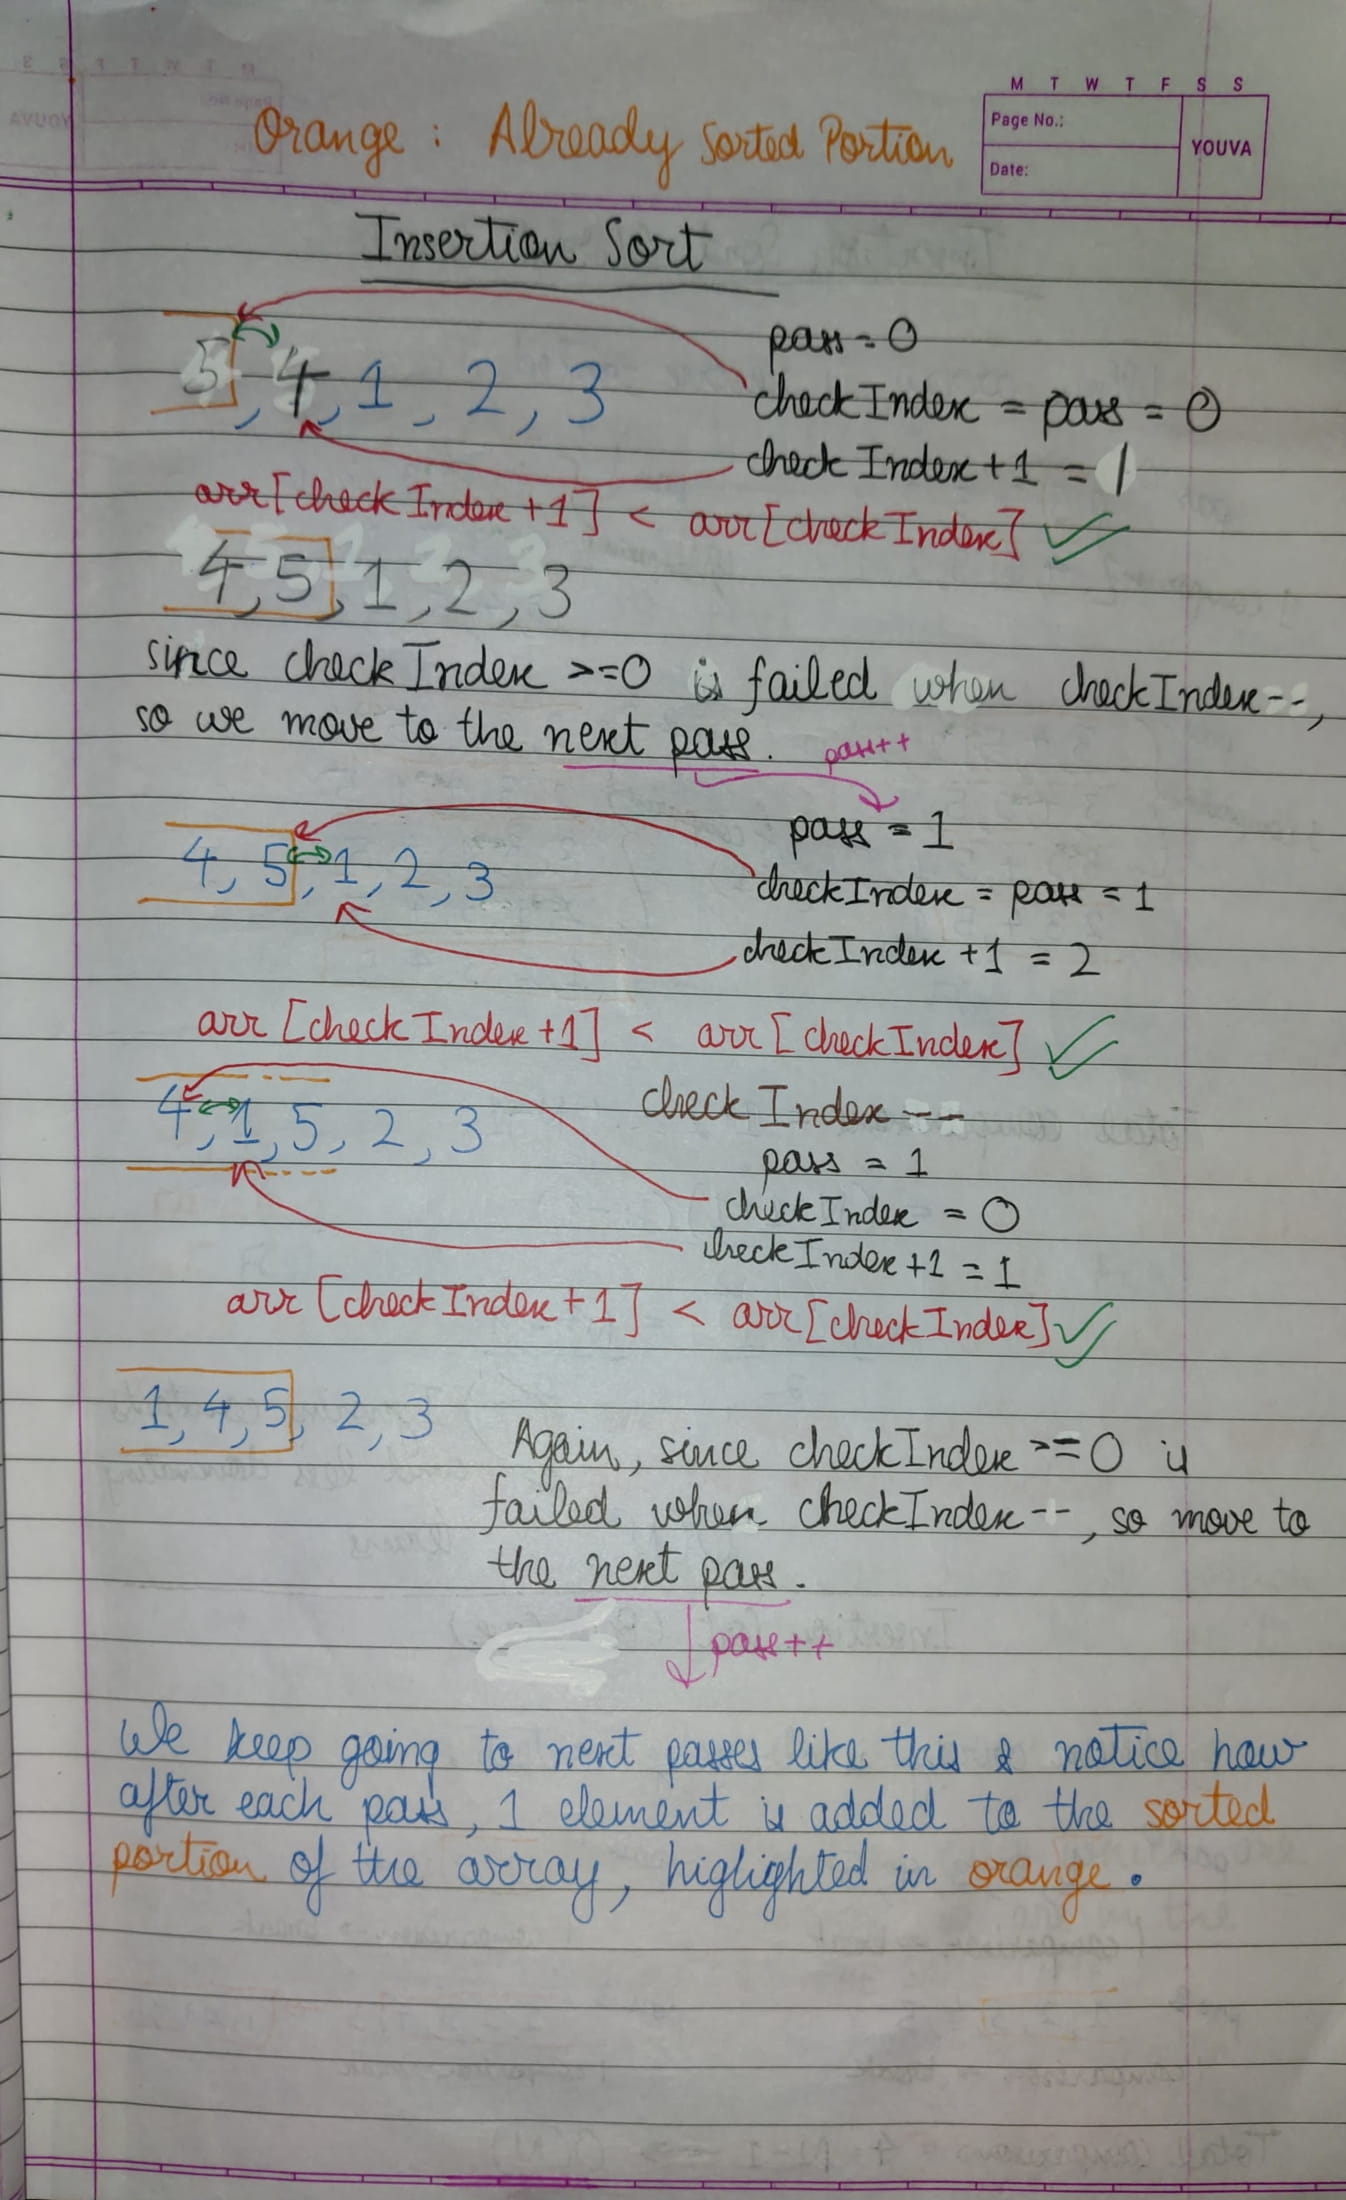 M T W T F S S
Page No.:
YOUVA
Date:
Orange : Already Sorted Portion
Insertion Sort
5, 4, 1, 2, 3
pass = 0
checkIndex = pass = 0
checkIndex+1 = 1
arr[checkIndex+1] < arr[checkIndex]
4, 5, 1, 2, 3
since checkIndex >=0 is failed when checkIndex--,
so we move to the next pass.
pass++
pass = 1
4, 5, 1, 2, 3
checkIndex = pass = 1
checkIndex +1 = 2
arr [checkIndex+1] < arr[checkIndex]
4, 1, 5, 2, 3
checkIndex --
pass = 1
checkIndex = 0
checkIndex+1 = 1
arr [checkIndex+1] < arr[checkIndex]
1, 4, 5, 2, 3
Again, since checkIndex >=0 is
failed when checkIndex--, so move to
the next pass.
pass++
We keep going to next passes like this & notice how
after each pass, 1 element is added to the sorted
portion of the array, higlighted in orange.